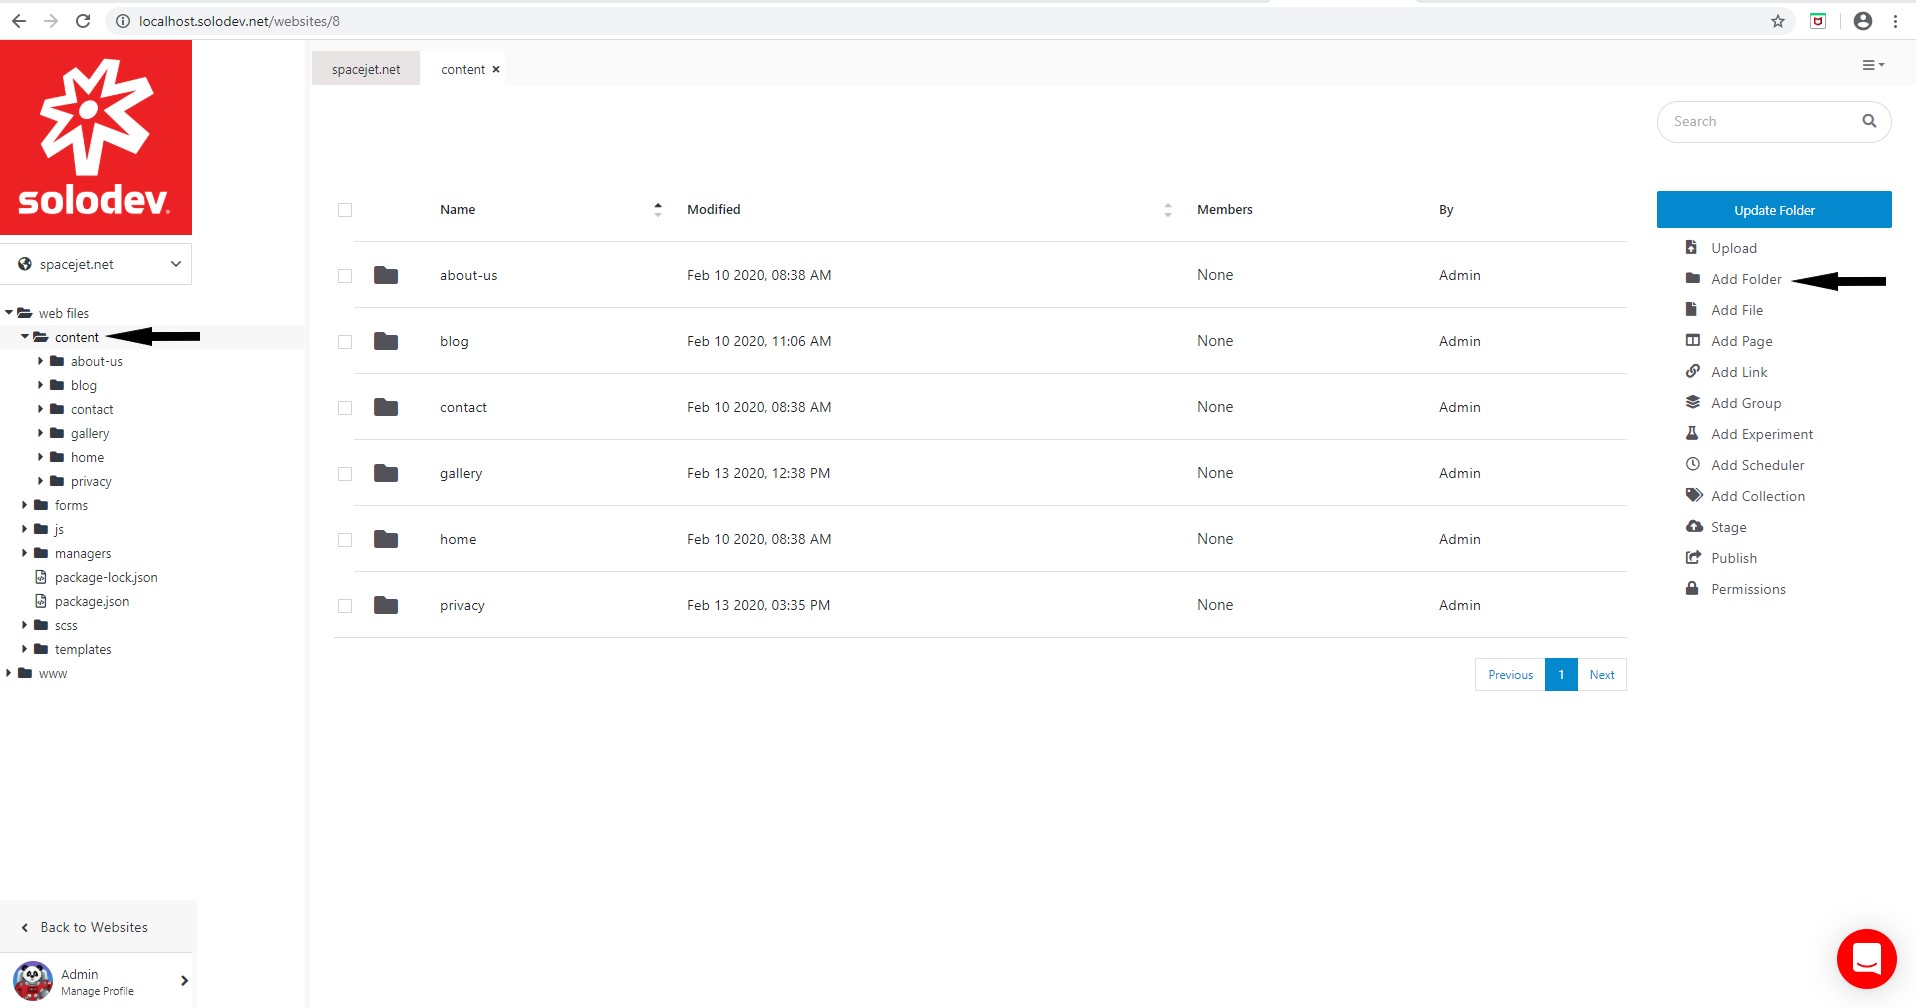 localhost.solodev.net/websites/8
solodev
spacejet.net
web files
content
about-us
blog
contact
gallery
home
privacy
forms
js
managers
package-lock.json
package.json
scss
templates
www
Back to Websites
Admin
Manage Profile
spacejet.net content
Name Modified Members By
about-us Feb 10 2020, 08:38 AM None Admin
blog Feb 10 2020, 11:06 AM None Admin
contact Feb 10 2020, 08:38 AM None Admin
gallery Feb 13 2020, 12:38 PM None Admin
home Feb 10 2020, 08:38 AM None Admin
privacy Feb 13 2020, 03:35 PM None Admin
Previous 1 Next
Search
Update Folder
Upload
Add Folder
Add File
Add Page
Add Link
Add Group
Add Experiment
Add Scheduler
Add Collection
Stage
Publish
Permissions